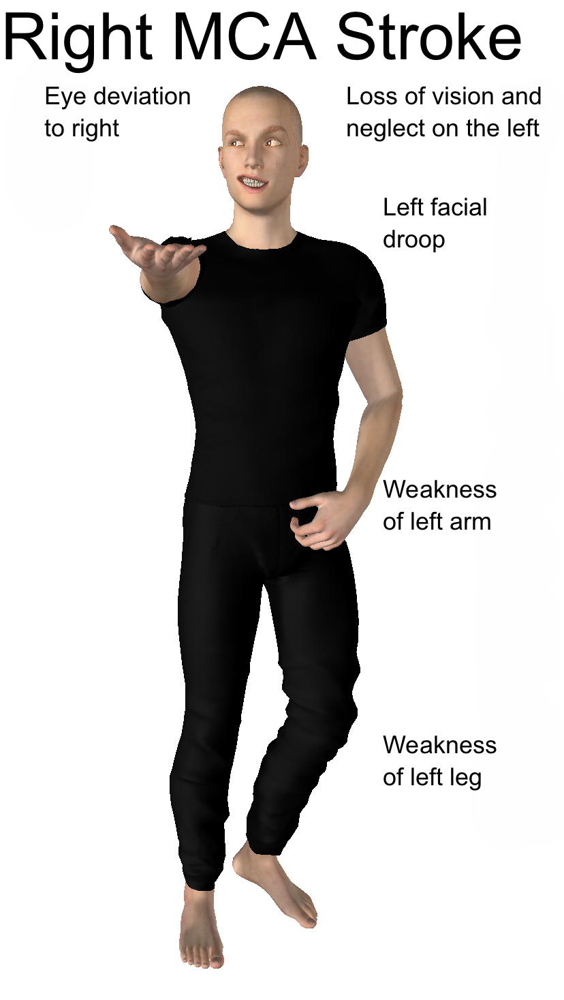 Right MCA Stroke
Eye deviation
to right
Loss of vision and
neglect on the left
Left facial
droop
Weakness
of left arm
Weakness
of left leg